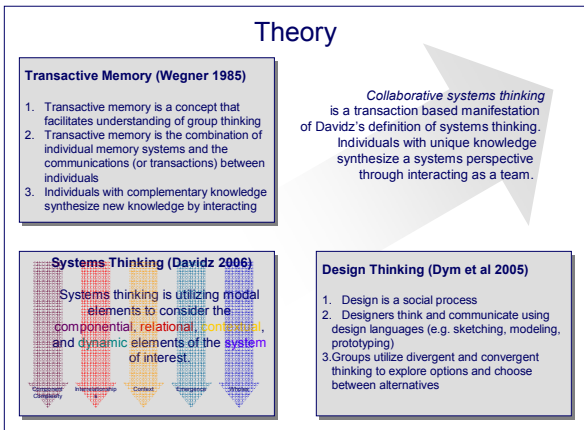 Theory
Transactive Memory (Wegner 1985)
1. Transactive memory is a concept that
facilitates understanding of group thinking
2. Transactive memory is the combination of
individual memory systems and the
communications (or transactions) between
individuals
3. Individuals with complementary knowledge
synthesize new knowledge by interacting
Collaborative systems thinking
is a transaction based manifestation
of Davidz's definition of systems thinking.
Individuals with unique knowledge
synthesize a systems perspective
through interacting as a team.
Systems Thinking (Davidz 2006)
Systems thinking is utilizing modal
elements to consider the
componential, relational, contextual,
and dynamic elements of the system
of interest.
Component
Complexity
Interrelationship
s
Context
Emergence
Wholes
Design Thinking (Dym et al 2005)
1. Design is a social process
2. Designers think and communicate using
design languages (e.g. sketching, modeling,
prototyping)
3.Groups utilize divergent and convergent
thinking to explore options and choose
between alternatives